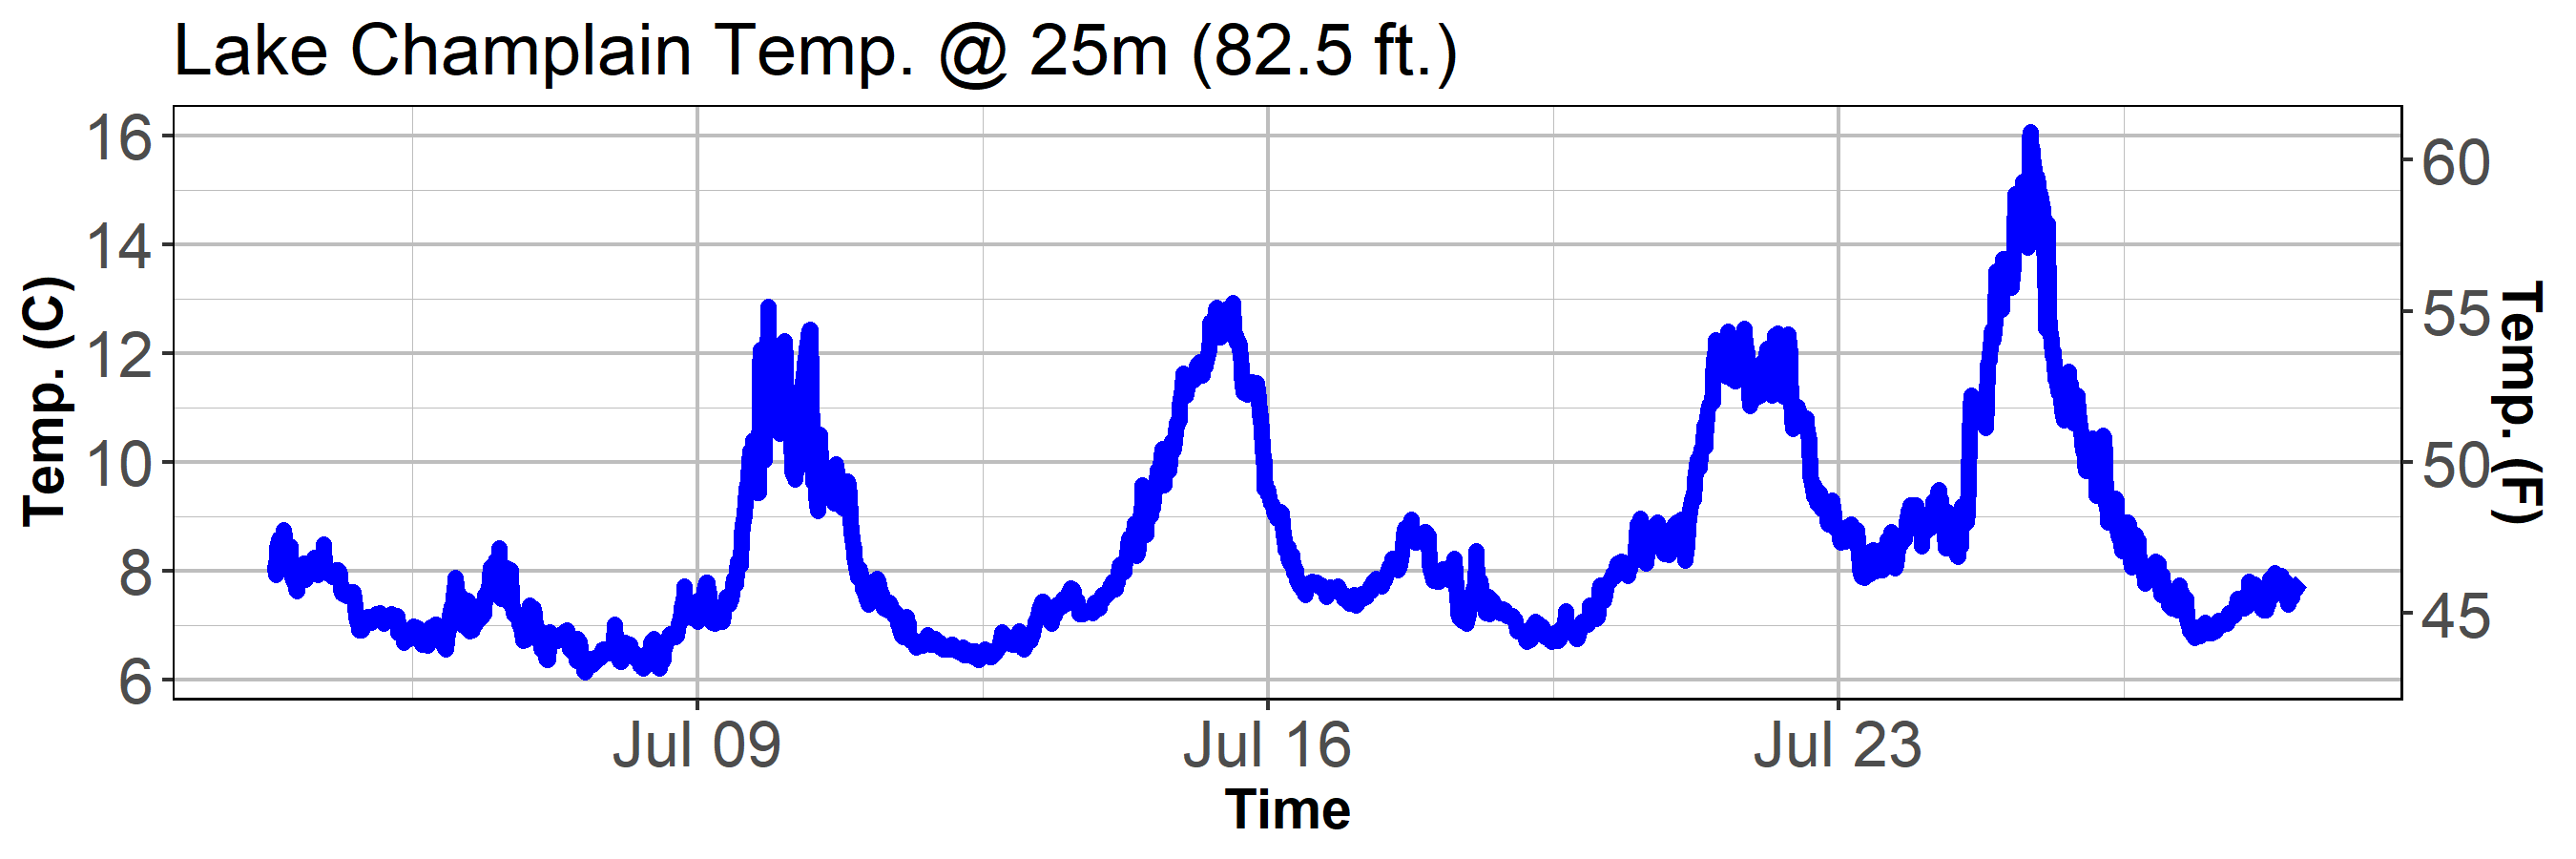 Lake Champlain Temp. @ 25m (82.5 ft.)
16
14
12
10
8
6
Temp. (C)
60
55
50
45
Temp. (F)
Jul 09 Jul 16 Jul 23
Time